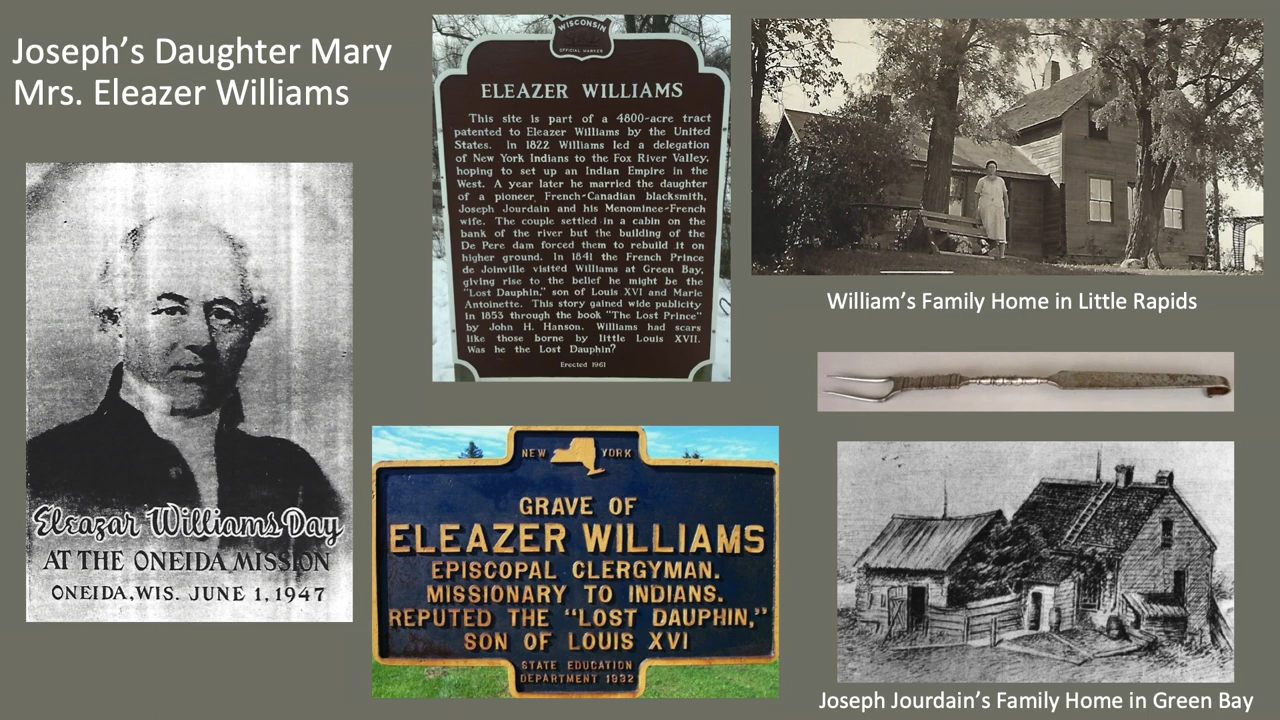 Joseph’s Daughter Mary
Mrs. Eleazer Williams
WISCONSIN
OFFICIAL MARKER
ELEAZER WILLIAMS
This site is part of a 4800-acre tract
patented to Eleazer Williams by the United
States. In 1822 Williams led a delegation
of New York Indians to the Fox River Valley,
hoping to set up an Indian Empire in the
West. A year later he married the daughter
of a pioneer French-Canadian blacksmith,
Joseph Jourdain and his Menominee-French
wife. The couple settled in a cabin on the
bank of the river but the building of the
De Pere dam forced them to rebuild it on
higher ground. In 1841 the French Prince
de Joinville visited Williams at Green Bay,
giving rise to the belief he might be the
"Lost Dauphin," son of Louis XVI and Marie
Antoinette. This story gained wide publicity
in 1853 through the book "The Lost Prince"
by John H. Hanson. Williams had scars
like those borne by little Louis XVII.
Was he the Lost Dauphin?
Erected 1961
William’s Family Home in Little Rapids
Eleazar Williams Day
AT THE ONEIDA MISSION
ONEIDA, WIS. JUNE 1, 1947
NEW YORK
GRAVE OF
ELEAZER WILLIAMS
EPISCOPAL CLERGYMAN.
MISSIONARY TO INDIANS.
REPUTED THE “LOST DAUPHIN,”
SON OF LOUIS XVI
STATE EDUCATION
DEPARTMENT 1932
Joseph Jourdain’s Family Home in Green Bay